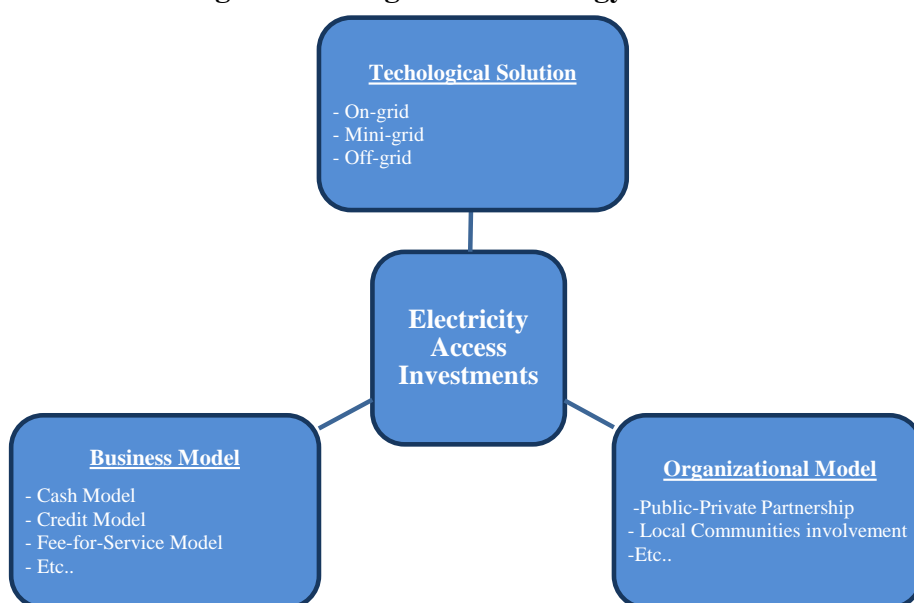 Techological Solution
- On-grid
- Mini-grid
- Off-grid
Electricity
Access
Investments
Business Model
- Cash Model
- Credit Model
- Fee-for-Service Model
- Etc..
Organizational Model
-Public-Private Partnership
- Local Communities involvement
-Etc..